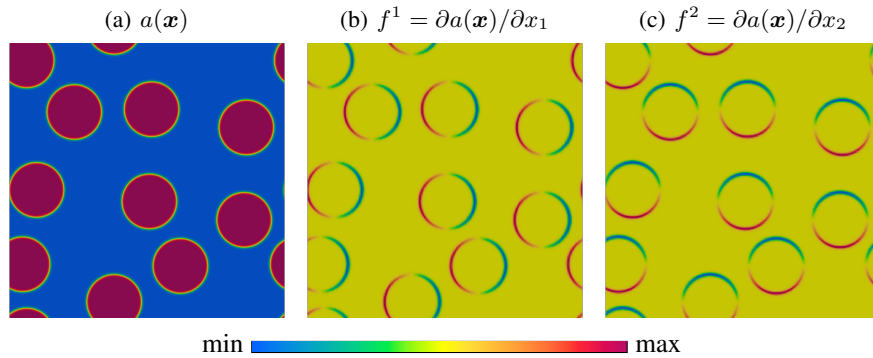 (a) a(𝒙)
(b) f¹ = ∂a(𝒙)/∂x₁
(c) f² = ∂a(𝒙)/∂x₂
min max